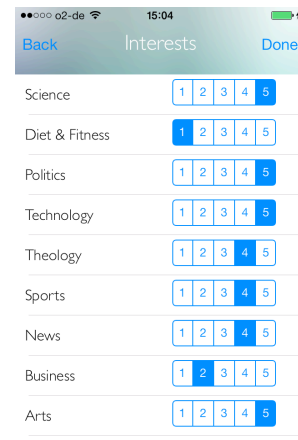 o2-de 15:04
Back Interests Done
Science 1 2 3 4 5
Diet & Fitness 1 2 3 4 5
Politics 1 2 3 4 5
Technology 1 2 3 4 5
Theology 1 2 3 4 5
Sports 1 2 3 4 5
News 1 2 3 4 5
Business 1 2 3 4 5
Arts 1 2 3 4 5